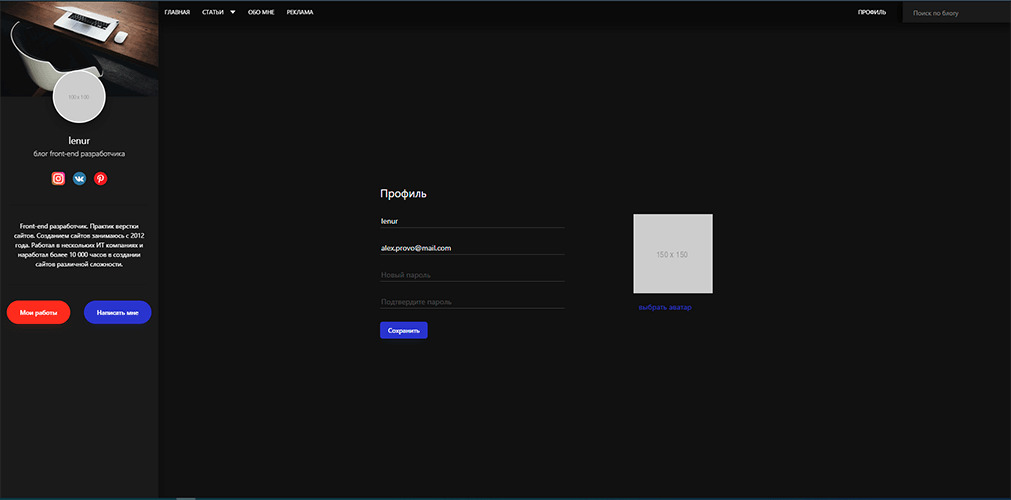 ГЛАВНАЯ СТАТЬИ ОБО МНЕ РЕКЛАМА ПРОФИЛЬ Поиск по блогу
100 x 100
lenur
блог front-end разработчика
Front-end разработчик. Практик верстки
сайтов. Созданием сайтов занимаюсь с 2012
года. Работал в нескольких ИТ компаниях и
наработал более 10 000 часов в создании
сайтов различной сложности.
Мои работы Написать мне
Профиль
lenur
alex.provo@mail.com
Новый пароль
Подтвердите пароль
Сохранить
150 x 150
выбрать аватар